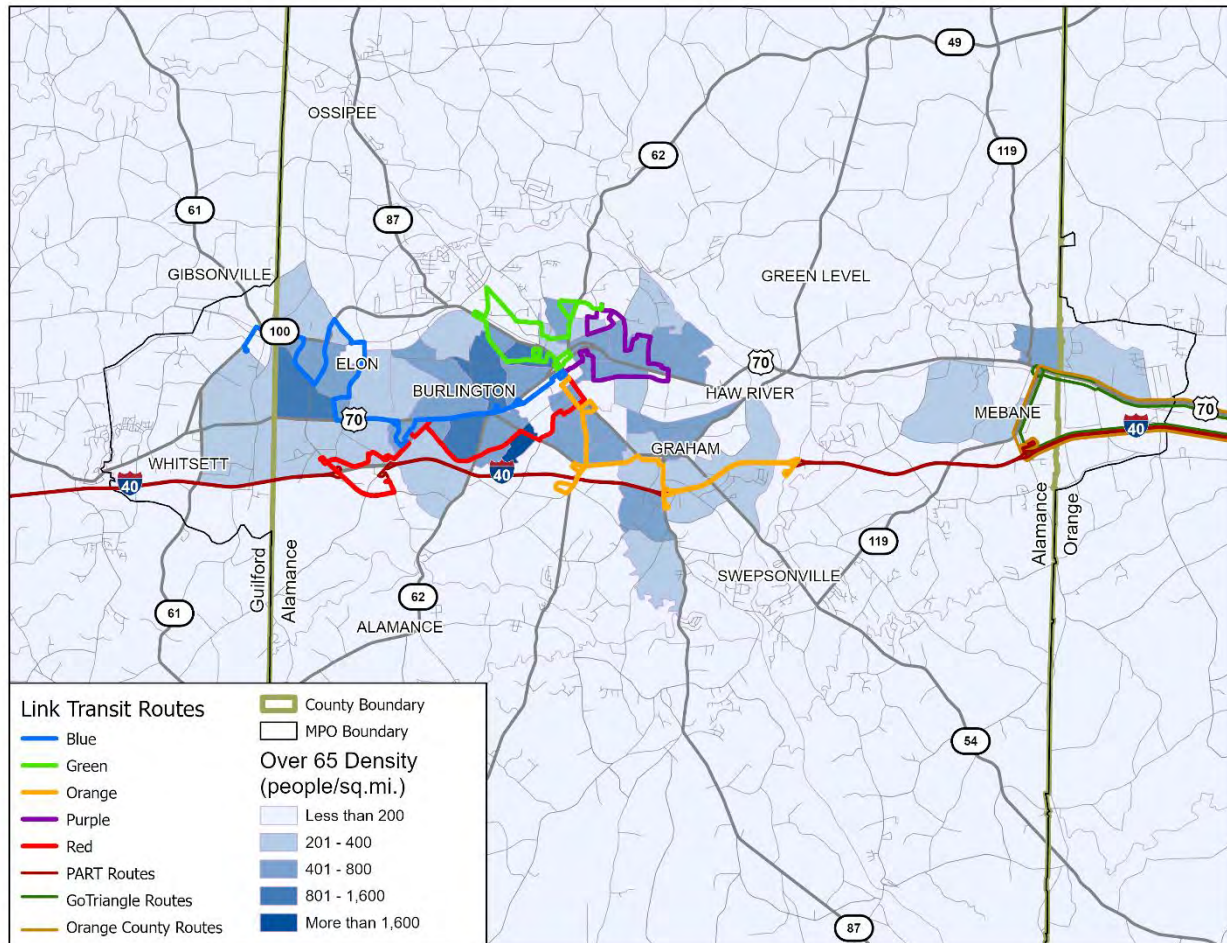 49
OSSIPEE
62
119
61
87
GIBSONVILLE
GREEN LEVEL
100
ELON
70
BURLINGTON
HAW RIVER
70
MEBANE
70
40
GRAHAM
WHITSETT
40
40
Guilford
Alamance
Alamance
Orange
119
SWEPSONVILLE
62
61
ALAMANCE
54
87
Link Transit Routes
Blue
Green
Orange
Purple
Red
PART Routes
GoTriangle Routes
Orange County Routes
County Boundary
MPO Boundary
Over 65 Density
(people/sq.mi.)
Less than 200
201 - 400
401 - 800
801 - 1,600
More than 1,600